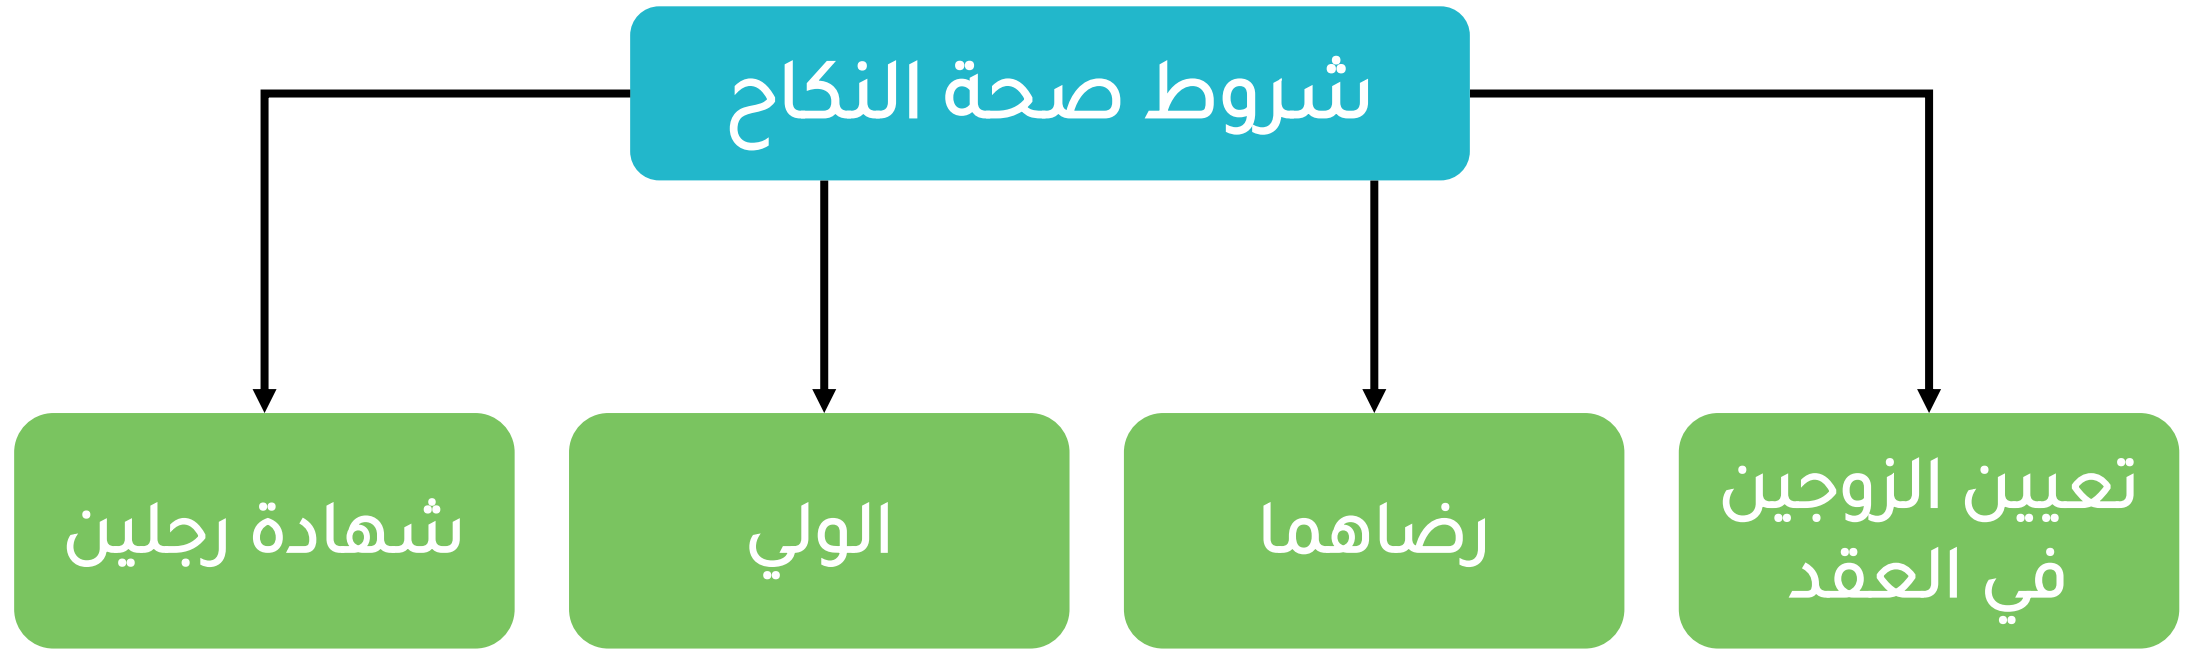 شروط صحة النكاح
تعيين الزوجين
في العقد
رضاهما
الولي
شهادة رجلين